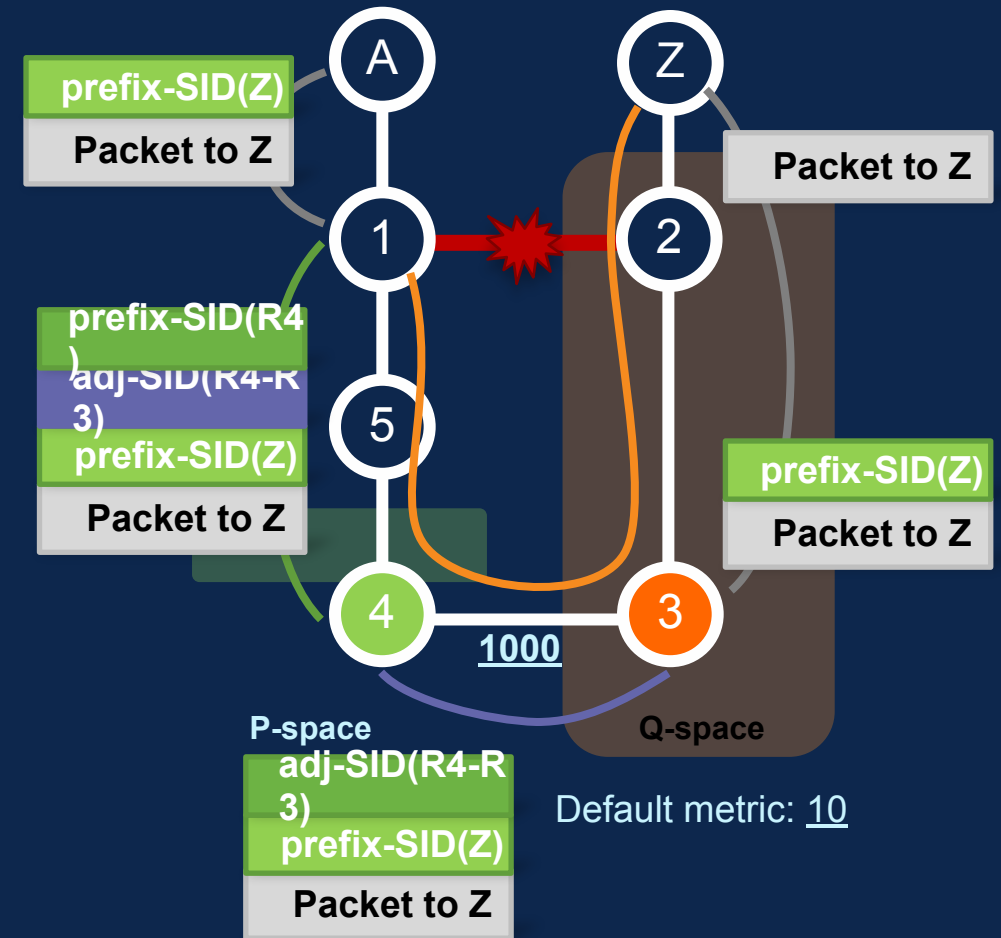 A
Z
prefix-SID(Z)
Packet to Z
Packet to Z
1
2
prefix-SID(R4
)
adj-SID(R4-R
3)
prefix-SID(Z)
Packet to Z
5
prefix-SID(Z)
Packet to Z
4
3
1000
P-space
Q-space
adj-SID(R4-R
3)
prefix-SID(Z)
Packet to Z
Default metric: 10